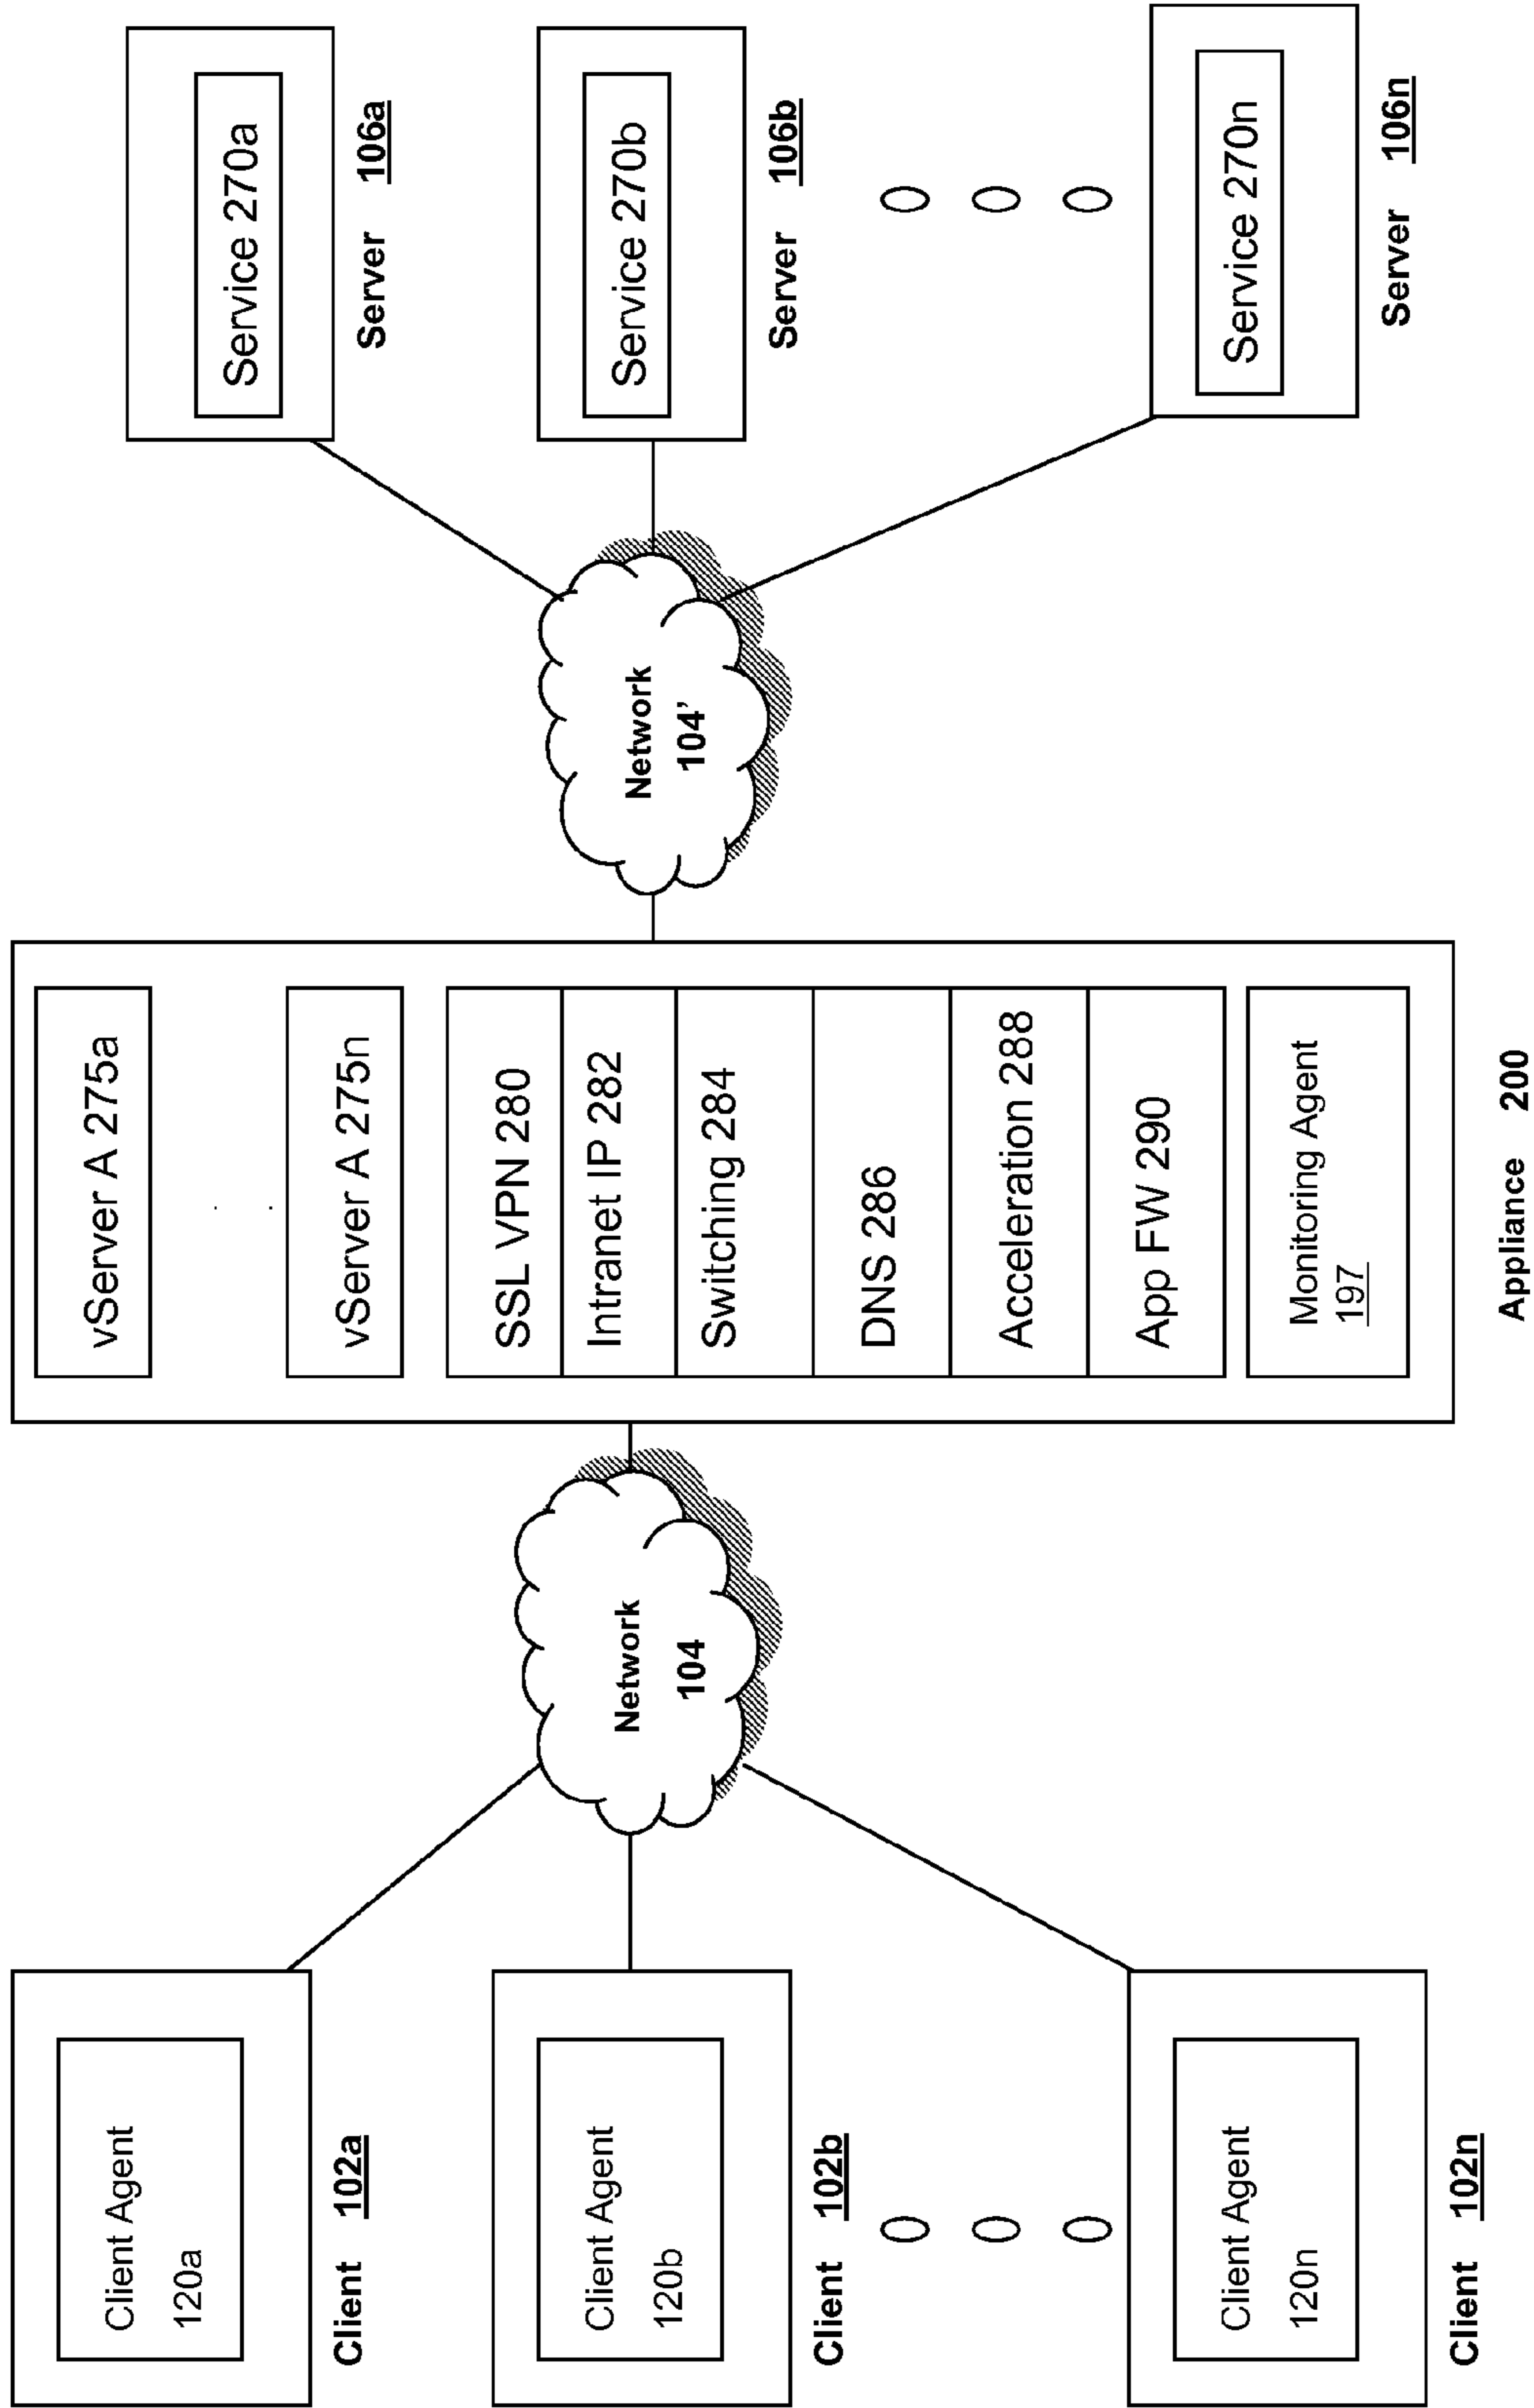 Client Agent
120a
Client 102a
Client Agent
120b
Client 102b
Client Agent
120n
Client 102n
Network
104
vServer A 275a
vServer A 275n
SSL VPN 280
Intranet IP 282
Switching 284
DNS 286
Acceleration 288
App FW 290
Monitoring Agent
197
Appliance 200
Network
104'
Service 270a
Server 106a
Service 270b
Server 106b
Service 270n
Server 106n